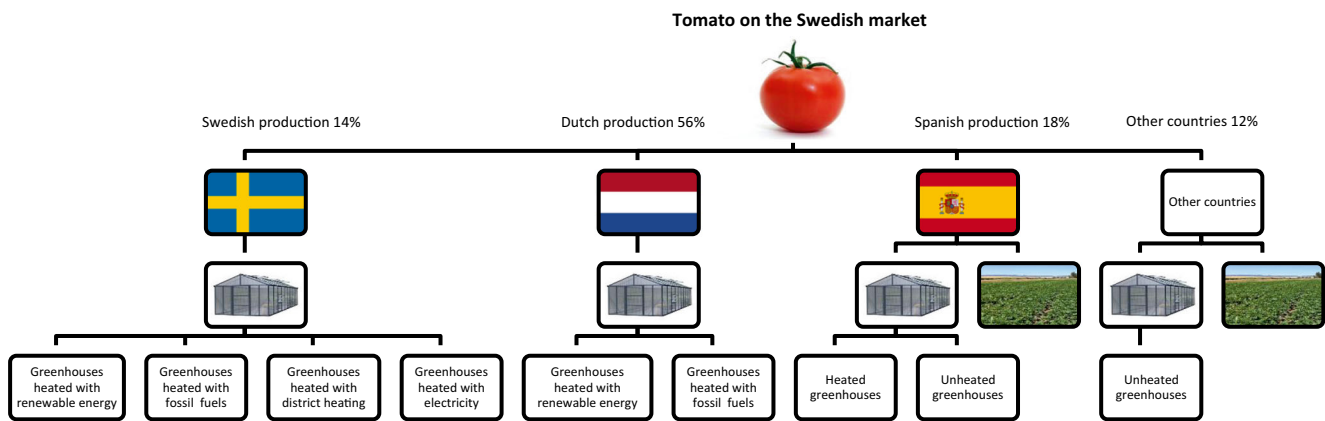 Tomato on the Swedish market
Swedish production 14%
Dutch production 56%
Spanish production 18%
Other countries 12%
Other countries
Greenhouses
heated with
renewable energy
Greenhouses
heated with
fossil fuels
Greenhouses
heated with
district heating
Greenhouses
heated with
electricity
Greenhouses
heated with
renewable energy
Greenhouses
heated with
fossil fuels
Heated
greenhouses
Unheated
greenhouses
Unheated
greenhouses